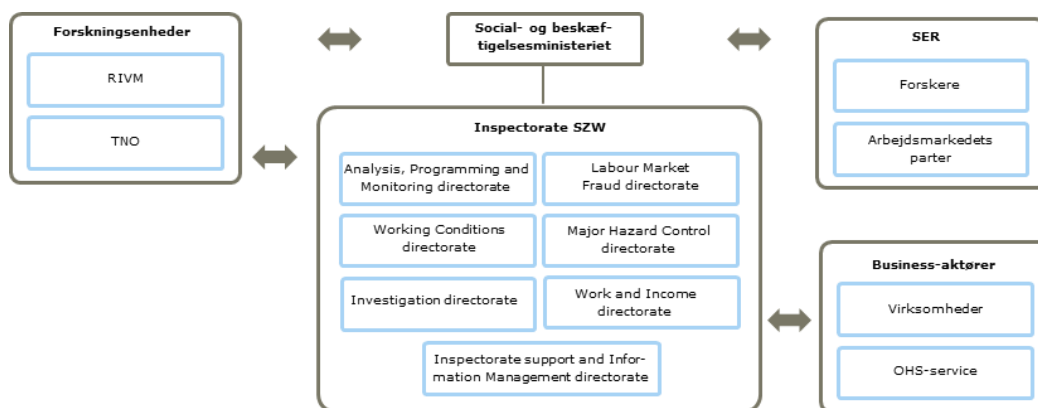 Forskningsenheder
RIVM
TNO
Social- og beskæf-
tigelsesministeriet
SER
Forskere
Arbejdsmarkedets
parter
Inspectorate SZW
Analysis, Programming and
Monitoring directorate
Labour Market
Fraud directorate
Working Conditions
directorate
Major Hazard Control
directorate
Investigation directorate
Work and Income
directorate
Inspectorate support and Infor-
mation Management directorate
Business-aktører
Virksomheder
OHS-service